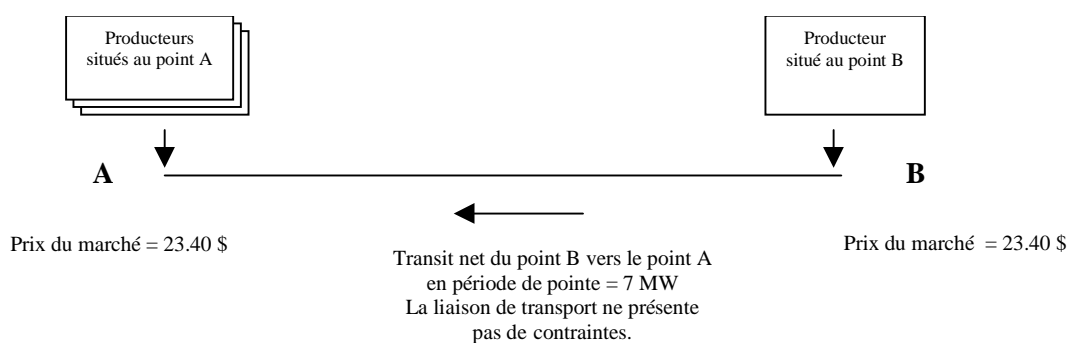 Producteurs
situés au point A
Producteur
situé au point B
A
B
Prix du marché = 23.40 $
Prix du marché = 23.40 $
Transit net du point B vers le point A
en période de pointe = 7 MW
La liaison de transport ne présente
pas de contraintes.